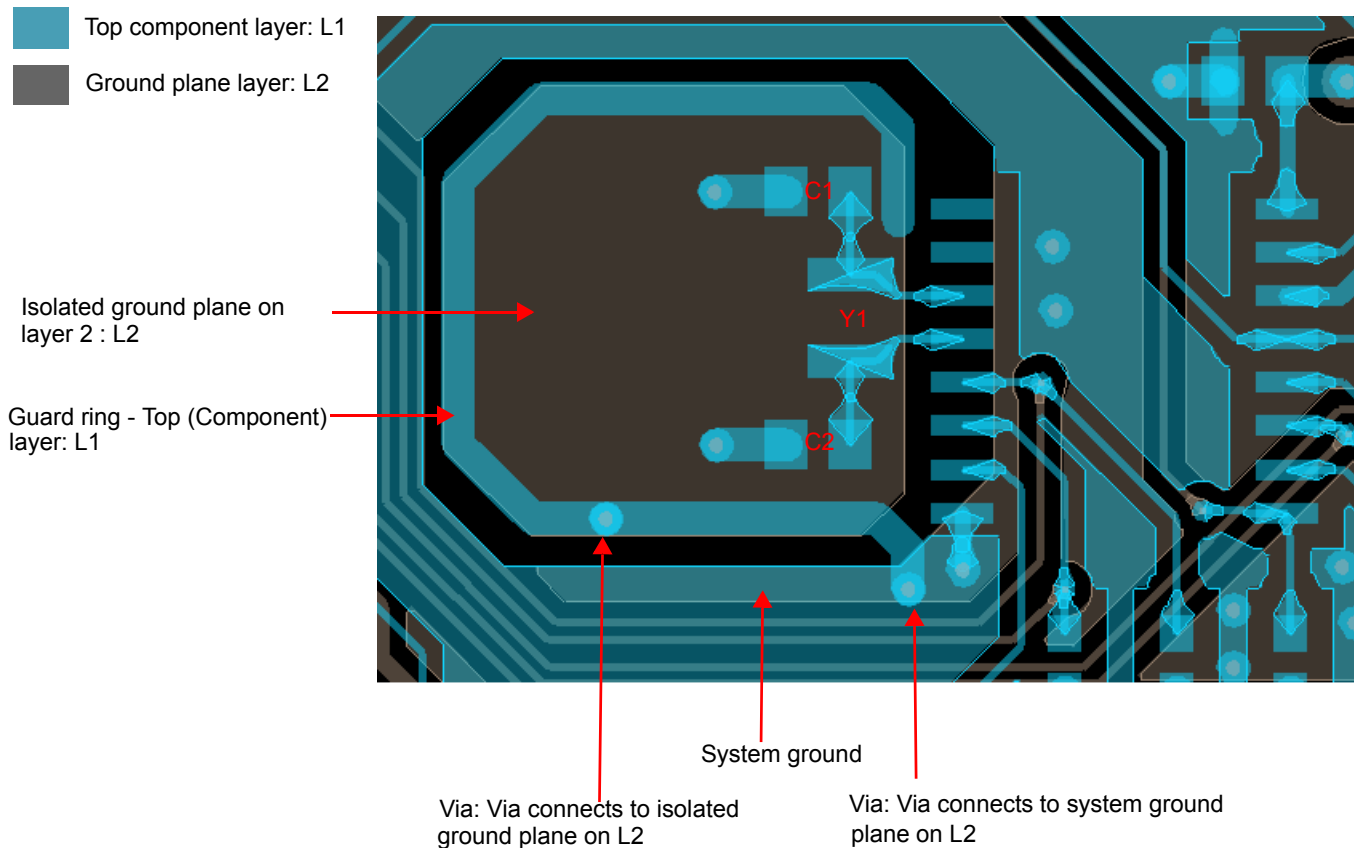 Top component layer: L1
Ground plane layer: L2
C1
Isolated ground plane on
layer 2 : L2
Y1
Guard ring - Top (Component)
layer: L1
C2
System ground
Via: Via connects to isolated
ground plane on L2
Via: Via connects to system ground
plane on L2